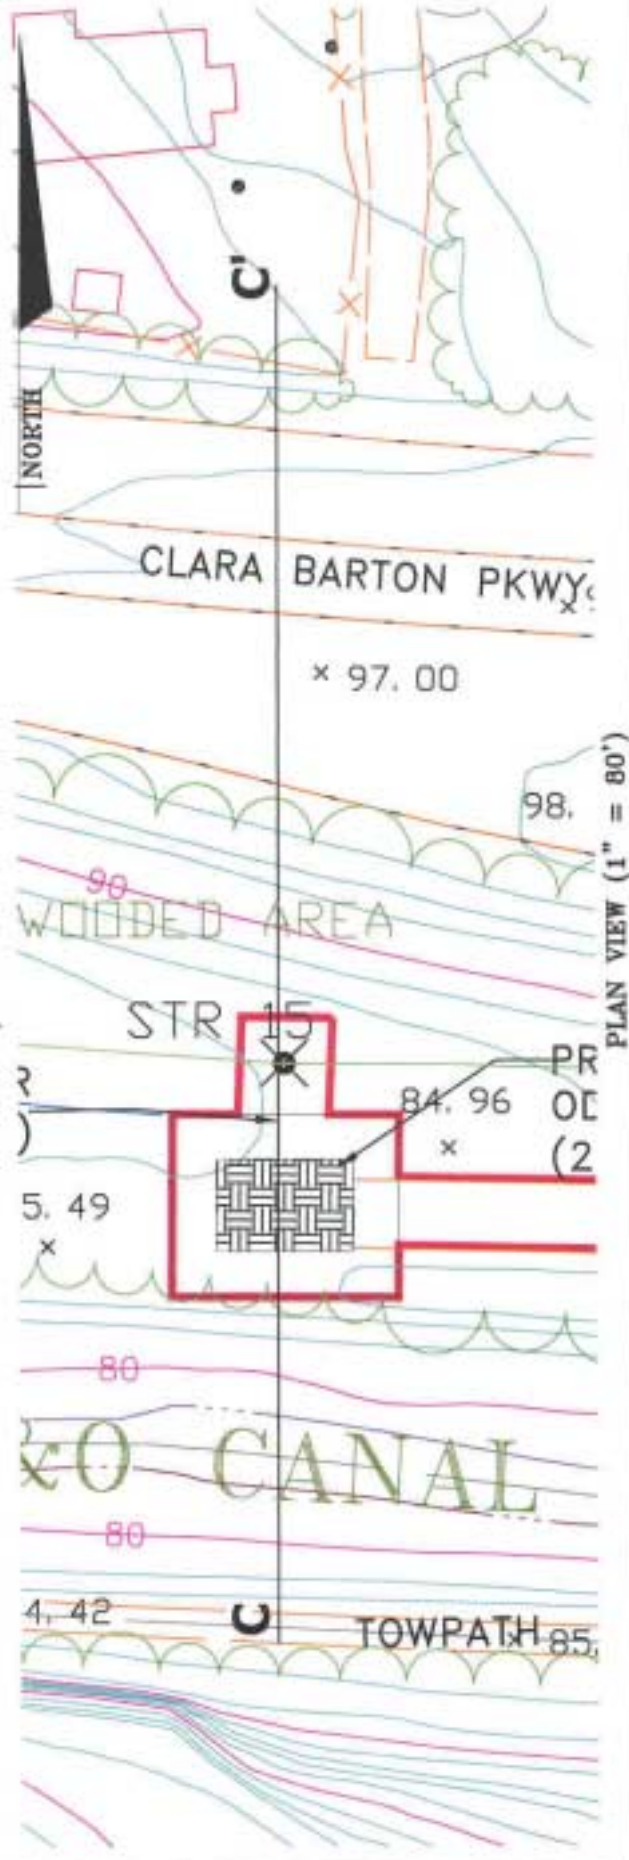 C'
NORTH
CLARA BARTON PKWY
× 97. 00
98.
PLAN VIEW (1" = 80')
90
WOODED AREA
STR 15
PR
R
84. 96
OD
)
(2
5. 49
80
&O CANAL
80
4. 42
C
TOWPATH
85.